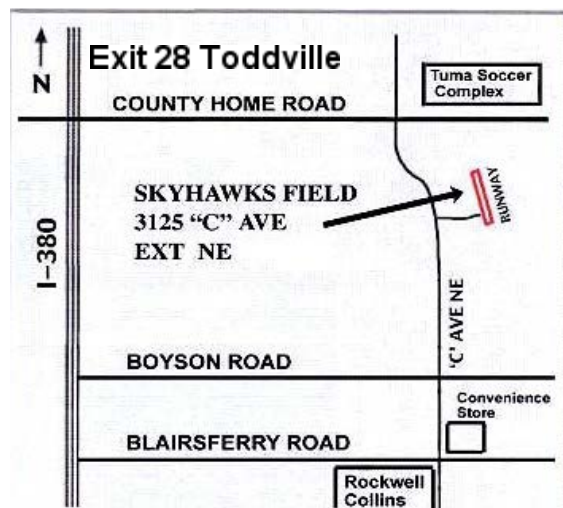 Exit 28 Toddville
N
Tuma Soccer
Complex
COUNTY HOME ROAD
SKYHAWKS FIELD
3125 "C" AVE
EXT NE
RUNWAY
I-380
'C' AVE NE
BOYSON ROAD
Convenience
Store
BLAIRSFERRY ROAD
Rockwell
Collins